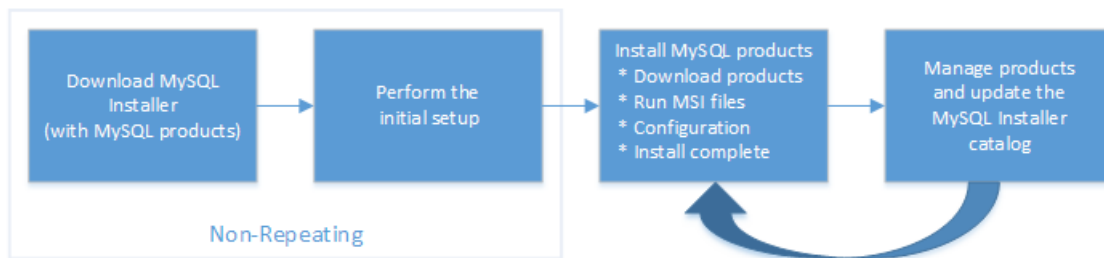 Download MySQL
Installer
(with MySQL products)
Perform the
initial setup
Install MySQL products
* Download products
* Run MSI files
* Configuration
* Install complete
Manage products
and update the
MySQL Installer
catalog
Non-Repeating